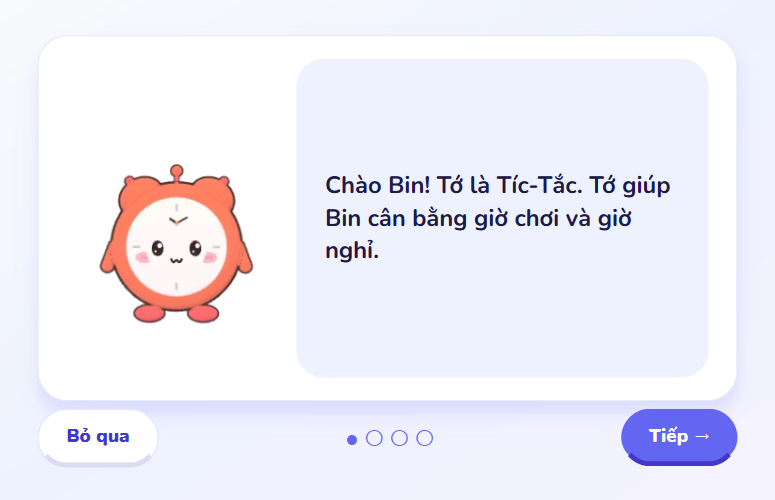 Chào Bin! Tớ là Tíc-Tắc. Tớ giúp
Bin cân bằng giờ chơi và giờ
nghỉ.
Bỏ qua
Tiếp →